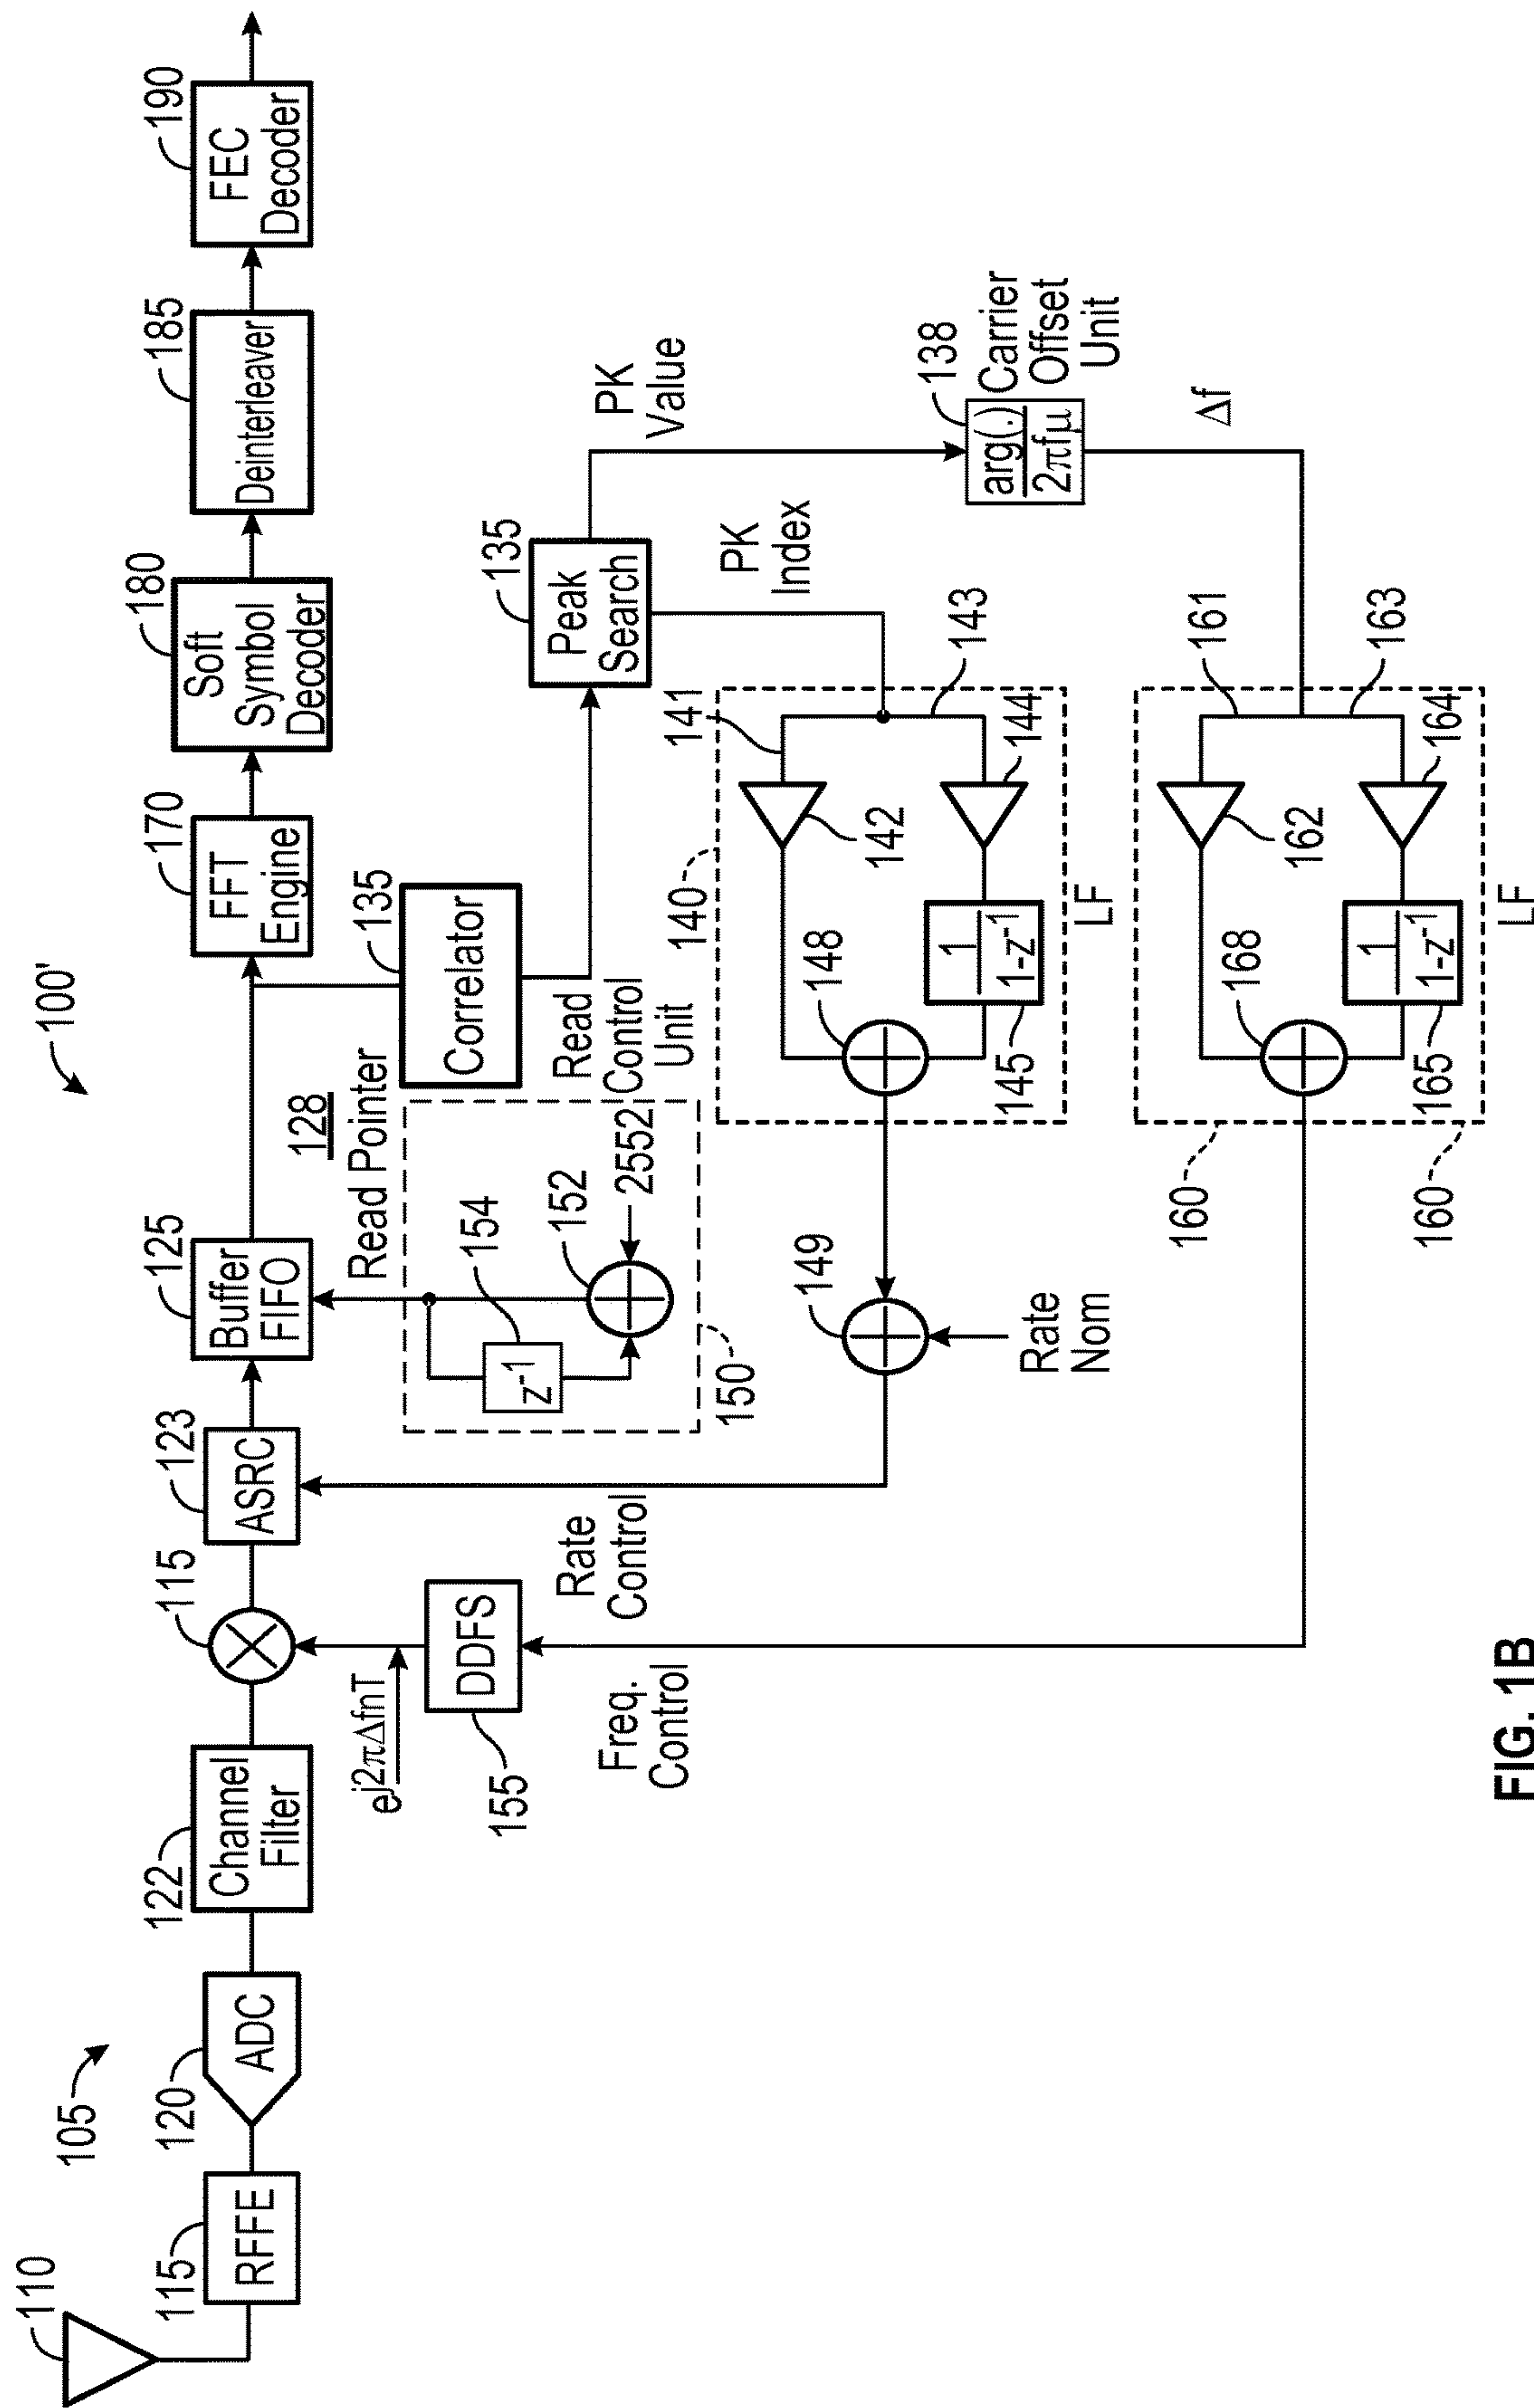 100'
105
110
115
RFFE
120
ADC
122
Channel
Filter
115
123
ASRC
125
Buffer
FIFO
128
170
FFT
Engine
180
Soft
Symbol
Decoder
185
Deinterleaver
190
FEC
Decoder
e^{j2πΔfnT}
155
DDFS
Freq.
Control
Rate
Control
Read Pointer
154
z^{-1}
152
2552
150
Read
Control
Unit
135
Correlator
135
Peak
Search
PK
Value
PK
Index
138
arg(.)
2πfμ
Carrier
Offset
Unit
Δf
149
Rate
Nom
140
141
142
143
144
145
1
1-z^{-1}
148
LF
160
160
161
162
163
164
165
1
1-z^{-1}
168
LF
FIG. 1B